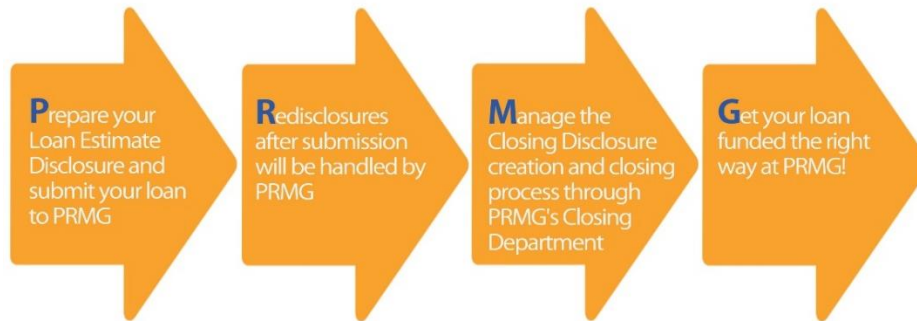 Prepare your
Loan Estimate
Disclosure and
submit your loan
to PRMG
Redisclosures
after submission
will be handled by
PRMG
Manage the
Closing Disclosure
creation and closing
process through
PRMG's Closing
Department
Get your loan
funded the right
way at PRMG!